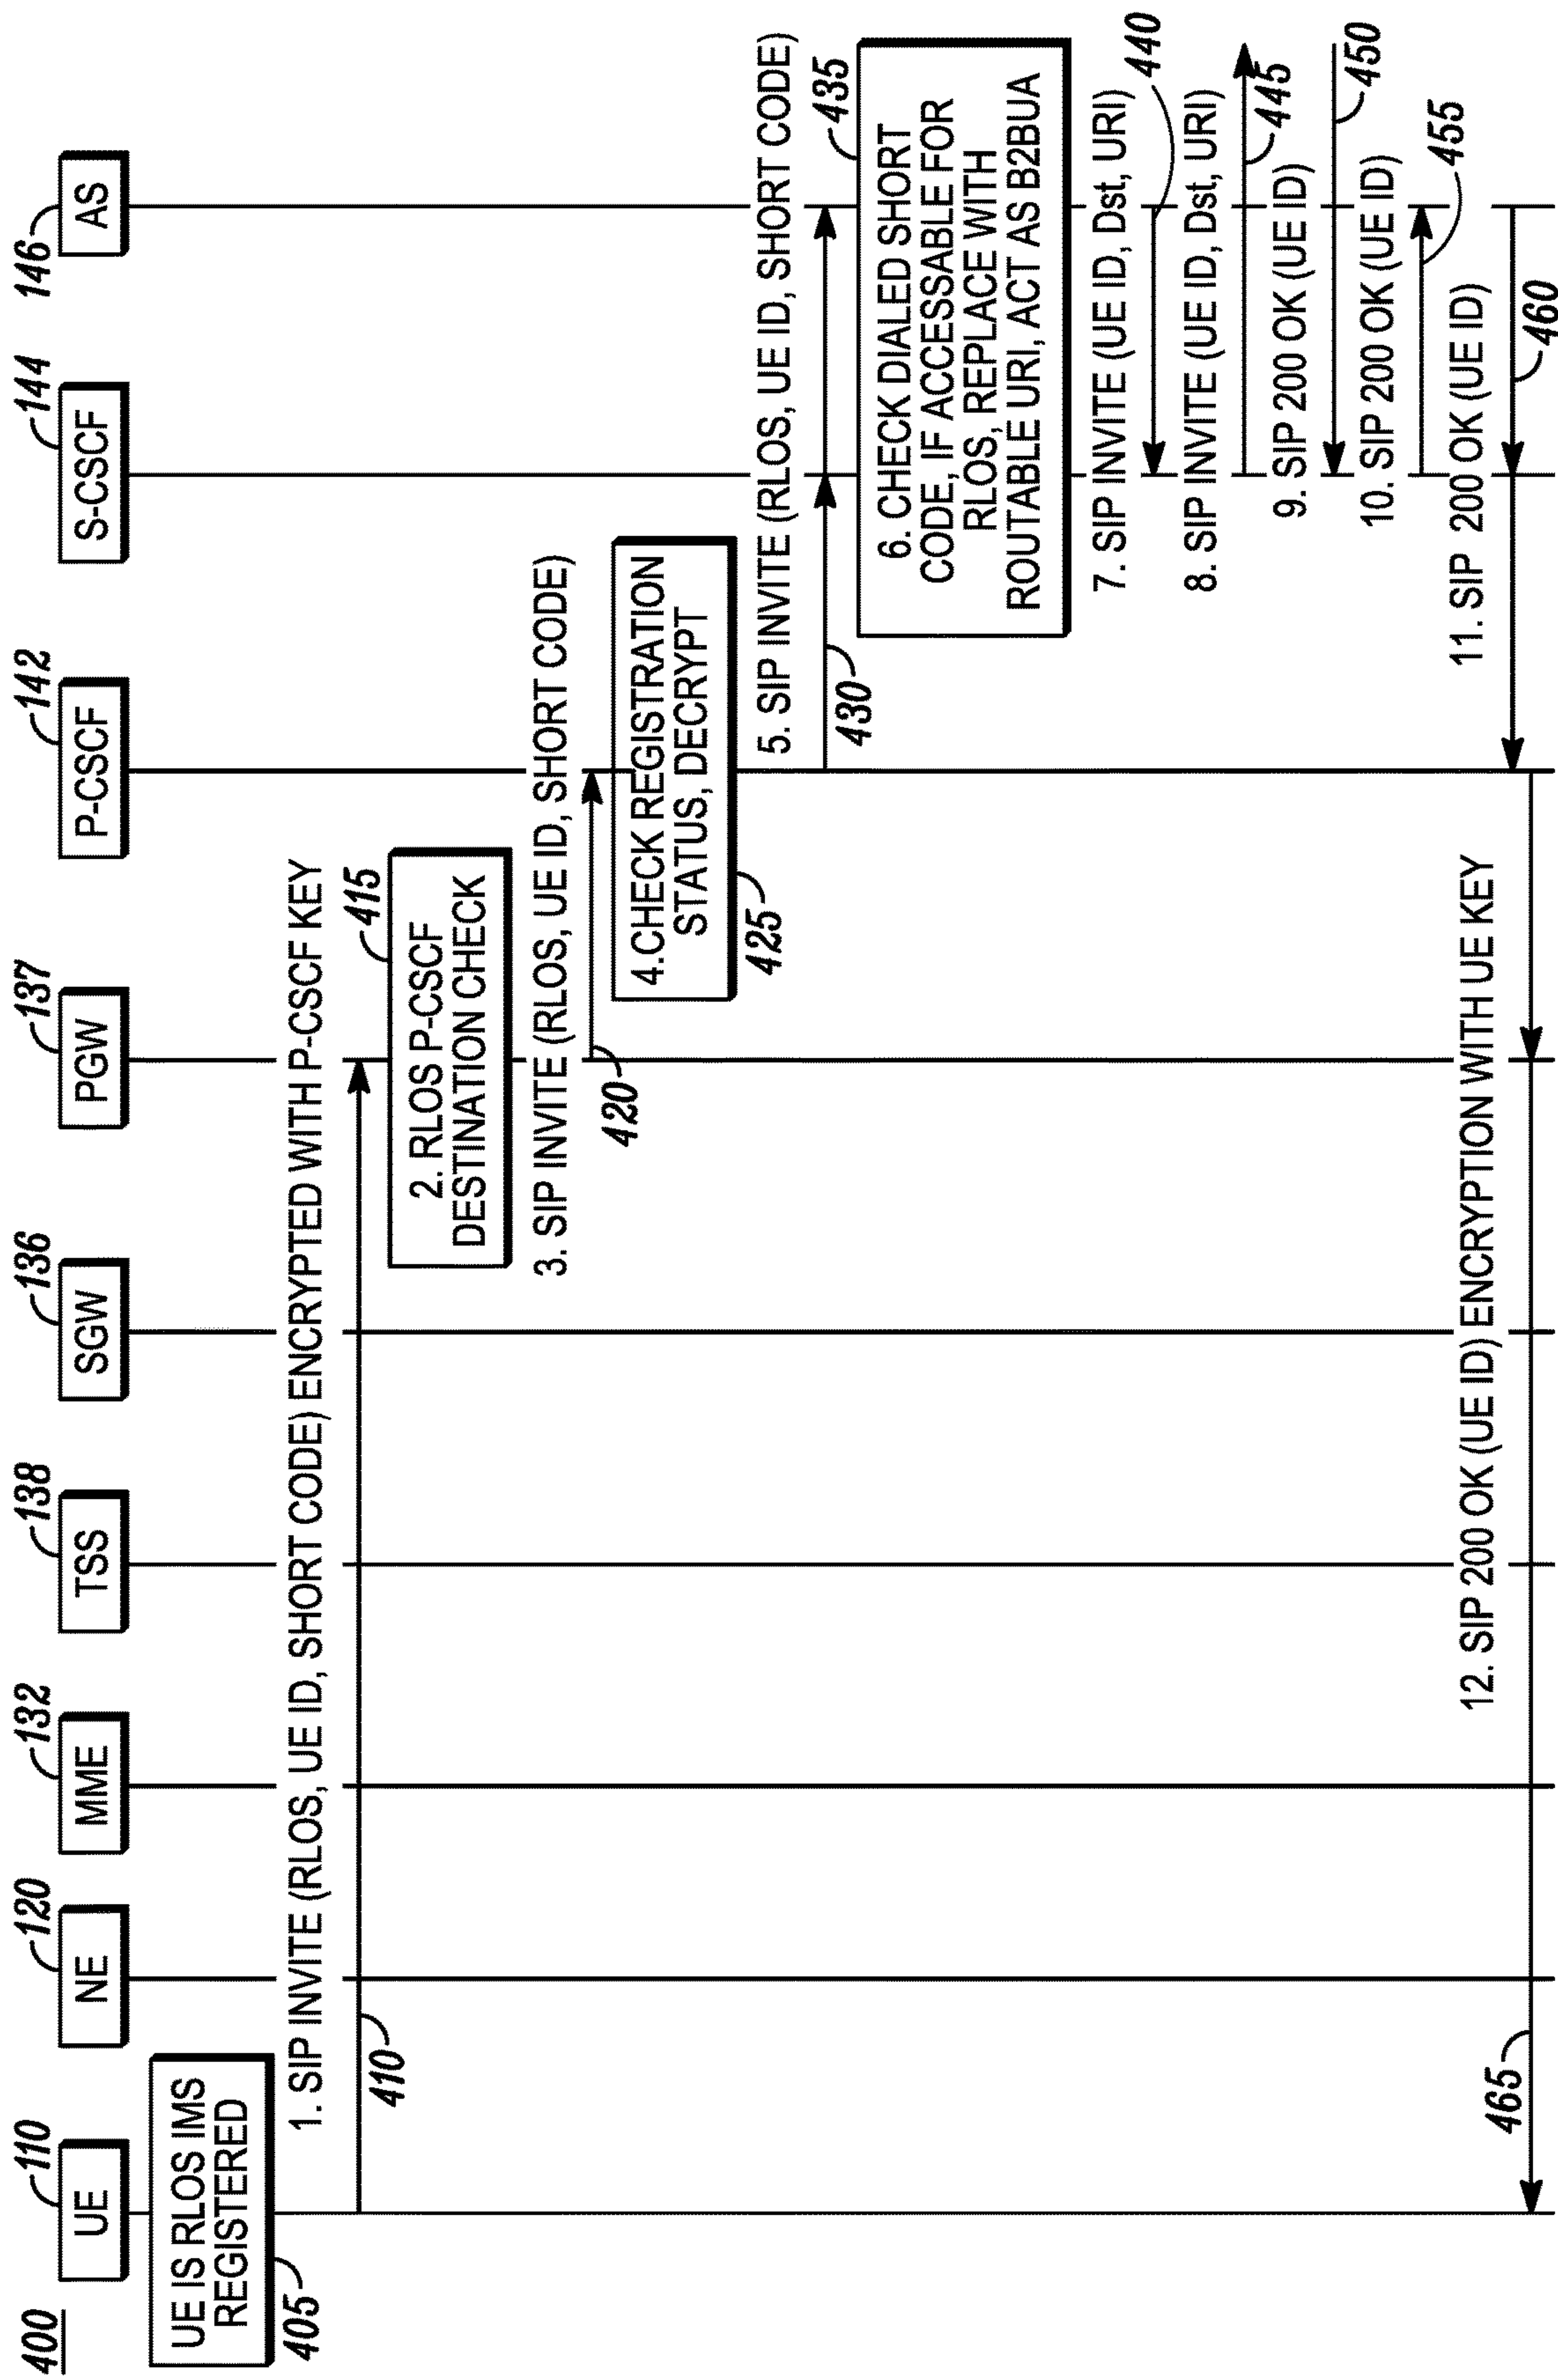 400
110
120
132
138
136
137
142
144
146
UE
NE
MME
TSS
SGW
PGW
P-CSCF
S-CSCF
AS
UE IS RLOS IMS
REGISTERED
405
1. SIP INVITE (RLOS, UE ID, SHORT CODE) ENCRYPTED WITH P-CSCF KEY
410
415
2. RLOS P-CSCF
DESTINATION CHECK
3. SIP INVITE (RLOS, UE ID, SHORT CODE)
420
4.CHECK REGISTRATION
STATUS, DECRYPT
425
5. SIP INVITE (RLOS, UE ID, SHORT CODE)
430
435
6. CHECK DIALED SHORT
CODE, IF ACCESSABLE FOR
RLOS, REPLACE WITH
ROUTABLE URI, ACT AS B2BUA
7. SIP INVITE (UE ID, Dst, URI)
440
8. SIP INVITE (UE ID, Dst, URI)
445
9. SIP 200 OK (UE ID)
450
10. SIP 200 OK (UE ID)
455
11. SIP 200 OK (UE ID)
460
12. SIP 200 OK (UE ID) ENCRYPTION WITH UE KEY
465